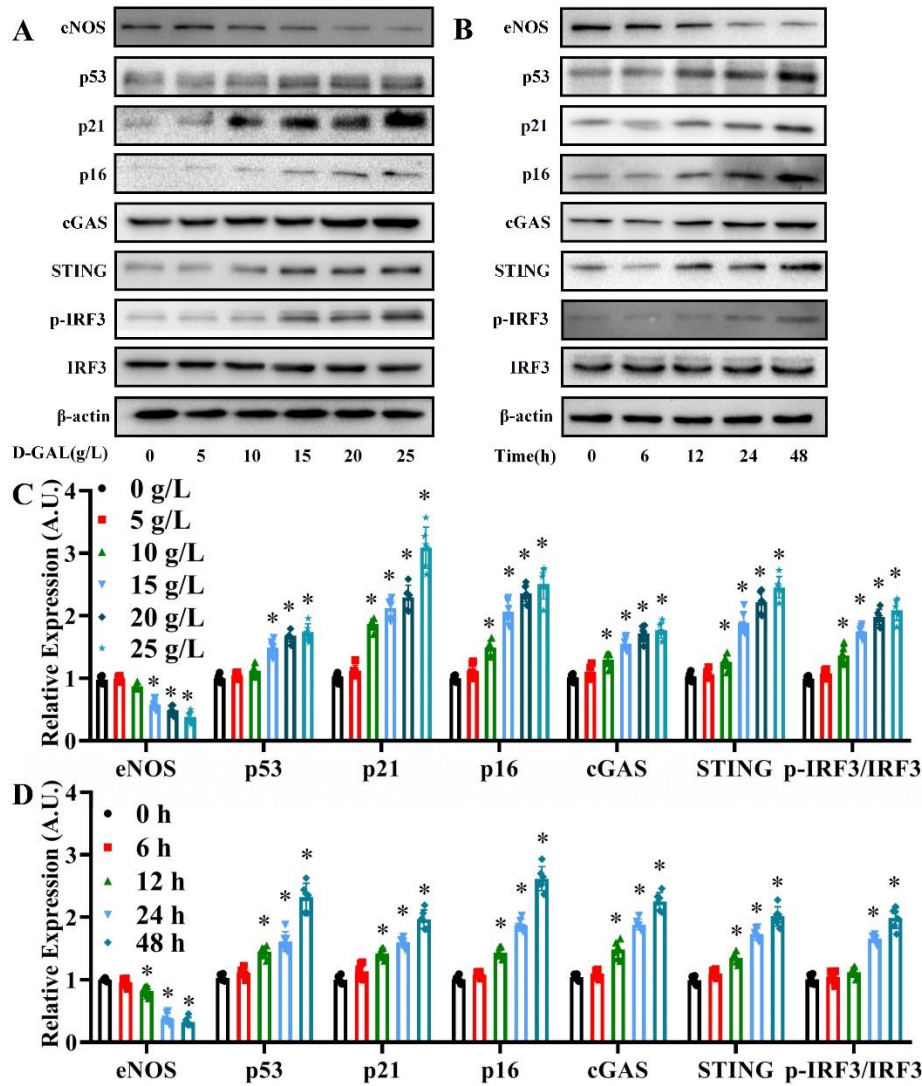 A
eNOS
p53
p21
p16
cGAS
STING
p-IRF3
IRF3
β-actin
D-GAL(g/L) 0 5 10 15 20 25
B
eNOS
p53
p21
p16
cGAS
STING
p-IRF3
IRF3
β-actin
Time(h) 0 6 12 24 48
C
Relative Expression (A.U.)
4
3
2
1
0
0 g/L
5 g/L
10 g/L
15 g/L
20 g/L
25 g/L
* * *
* * *
* * * *
* * * *
* * * *
* * * *
* * * *
eNOS p53 p21 p16 cGAS STING p-IRF3/IRF3
D
Relative Expression (A.U.)
4
3
2
1
0
0 h
6 h
12 h
24 h
48 h
* * *
* * *
* * *
* * *
* * *
* * *
* *
eNOS p53 p21 p16 cGAS STING p-IRF3/IRF3